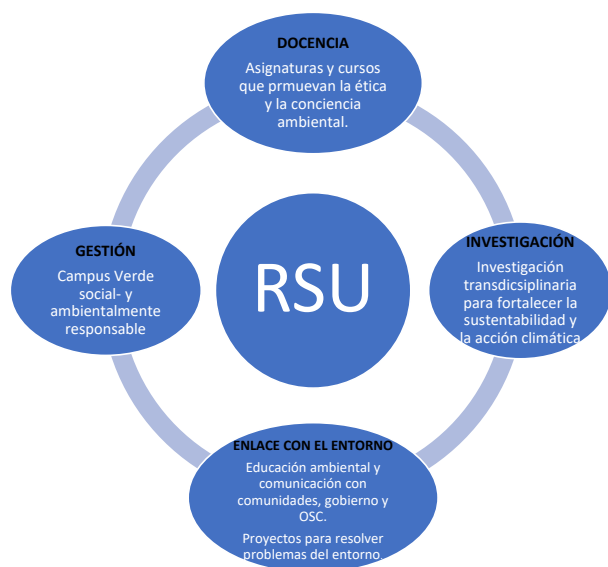 DOCENCIA
Asignaturas y cursos
que prmuevan la ética
y la conciencia
ambiental.
GESTIÓN
Campus Verde
social- y
ambientalmente
responsable
RSU
INVESTIGACIÓN
Investigación
transdicsiplinaria
para fortalecer la
sustentabilidad y
la acción climática
ENLACE CON EL ENTORNO
Educación ambiental y
comunicación con
comunidades, gobierno y
OSC.
Proyectos para resolver
problemas del entorno.